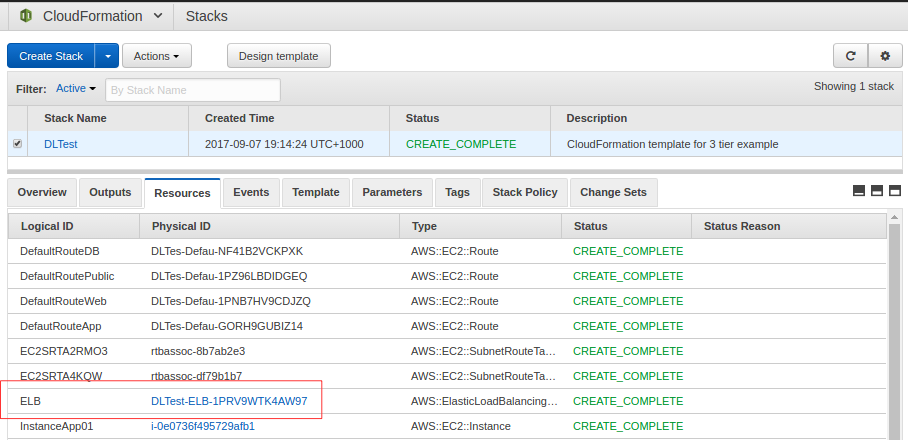 CloudFormation Stacks
Create Stack Actions Design template
Filter: Active By Stack Name Showing 1 stack
Stack Name Created Time Status Description
DLTest 2017-09-07 19:14:24 UTC+1000 CREATE_COMPLETE CloudFormation template for 3 tier example
Overview Outputs Resources Events Template Parameters Tags Stack Policy Change Sets
Logical ID Physical ID Type Status Status Reason
DefaultRouteDB DLTes-Defau-NF41B2VCKPXK AWS::EC2::Route CREATE_COMPLETE
DefaultRoutePublic DLTes-Defau-1PZ96LBDIDGEQ AWS::EC2::Route CREATE_COMPLETE
DefaultRouteWeb DLTes-Defau-1PNB7HV9CDJZQ AWS::EC2::Route CREATE_COMPLETE
DefautRouteApp DLTes-Defau-GORH9GUBIZ14 AWS::EC2::Route CREATE_COMPLETE
EC2SRTA2RMO3 rtbassoc-8b7ab2e3 AWS::EC2::SubnetRouteTa... CREATE_COMPLETE
EC2SRTA4KQW rtbassoc-df79b1b7 AWS::EC2::SubnetRouteTa... CREATE_COMPLETE
ELB DLTest-ELB-1PRV9WTK4AW97 AWS::ElasticLoadBalancing... CREATE_COMPLETE
InstanceApp01 i-0e0736f495729afb1 AWS::EC2::Instance CREATE_COMPLETE